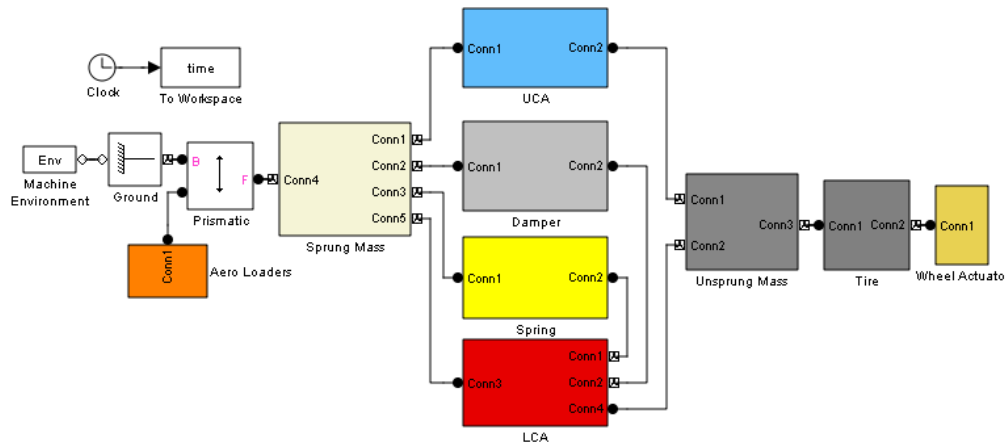 Conn1
Conn2
UCA
time
Clock
To Workspace
Env
Machine
Environment
Ground
B
F
Prismatic
Conn1
Aero Loaders
Conn4
Conn1
Conn2
Conn3
Conn5
Sprung Mass
Conn1
Conn2
Damper
Conn1
Conn2
Spring
Conn3
Conn1
Conn2
Conn4
LCA
Conn1
Conn2
Conn3
Unsprung Mass
Conn1
Conn2
Tire
Conn1
Wheel Actuato